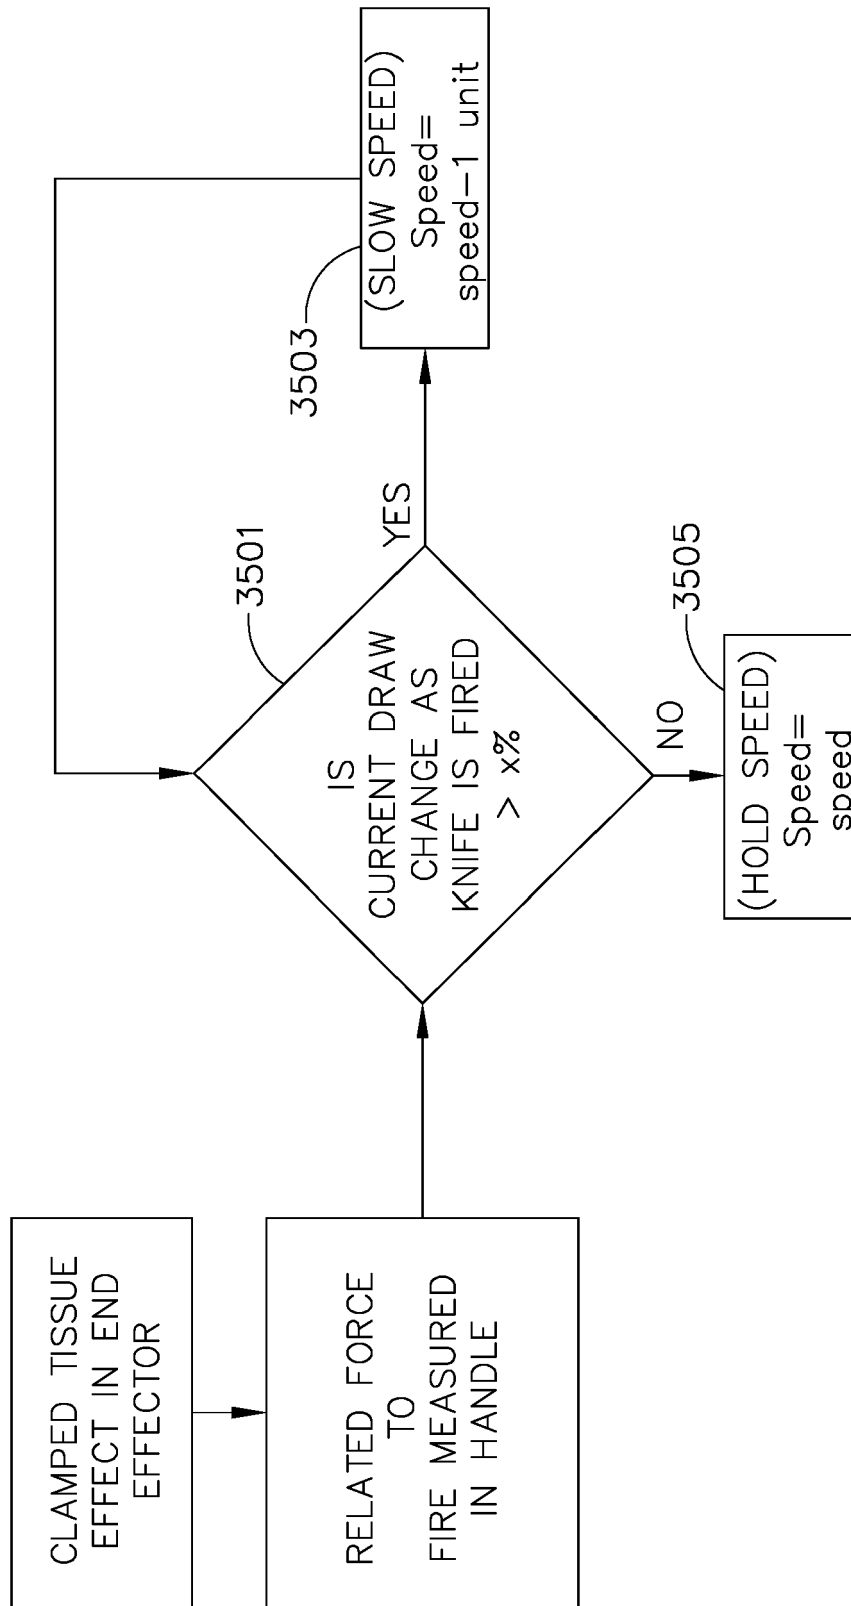 CLAMPED TISSUE
EFFECT IN END
EFFECTOR
RELATED FORCE
TO
FIRE MEASURED
IN HANDLE
IS
CURRENT DRAW
CHANGE AS
KNIFE IS FIRED
> x%
3501
YES
3503
(SLOW SPEED)
Speed=
speed-1 unit
NO
3505
(HOLD SPEED)
Speed=
speed